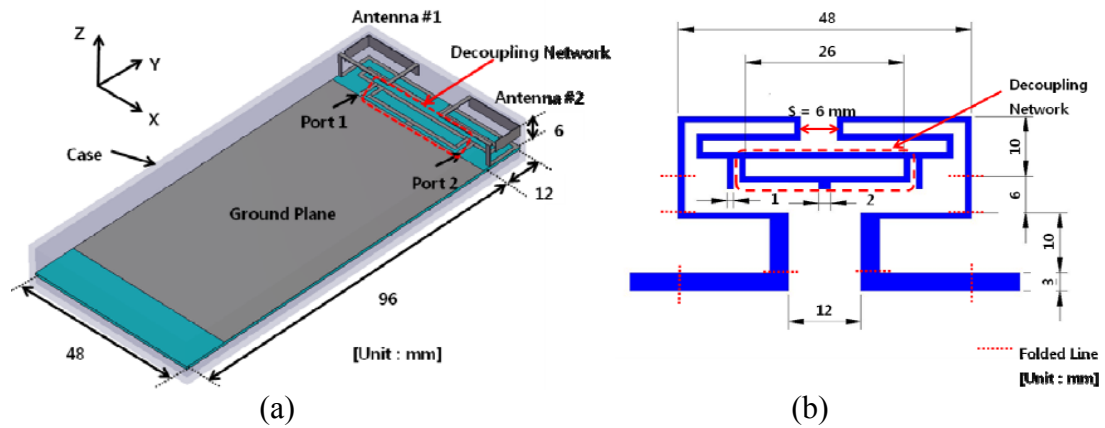 Antenna #1
Z
Y
X
Decoupling Network
Antenna #2
6
Port 1
Case
Port 2
12
Ground Plane
96
48
[Unit : mm]
(a)
48
26
Decoupling
Network
S = 6 mm
10
6
1
2
10
3
12
Folded Line
[Unit : mm]
(b)